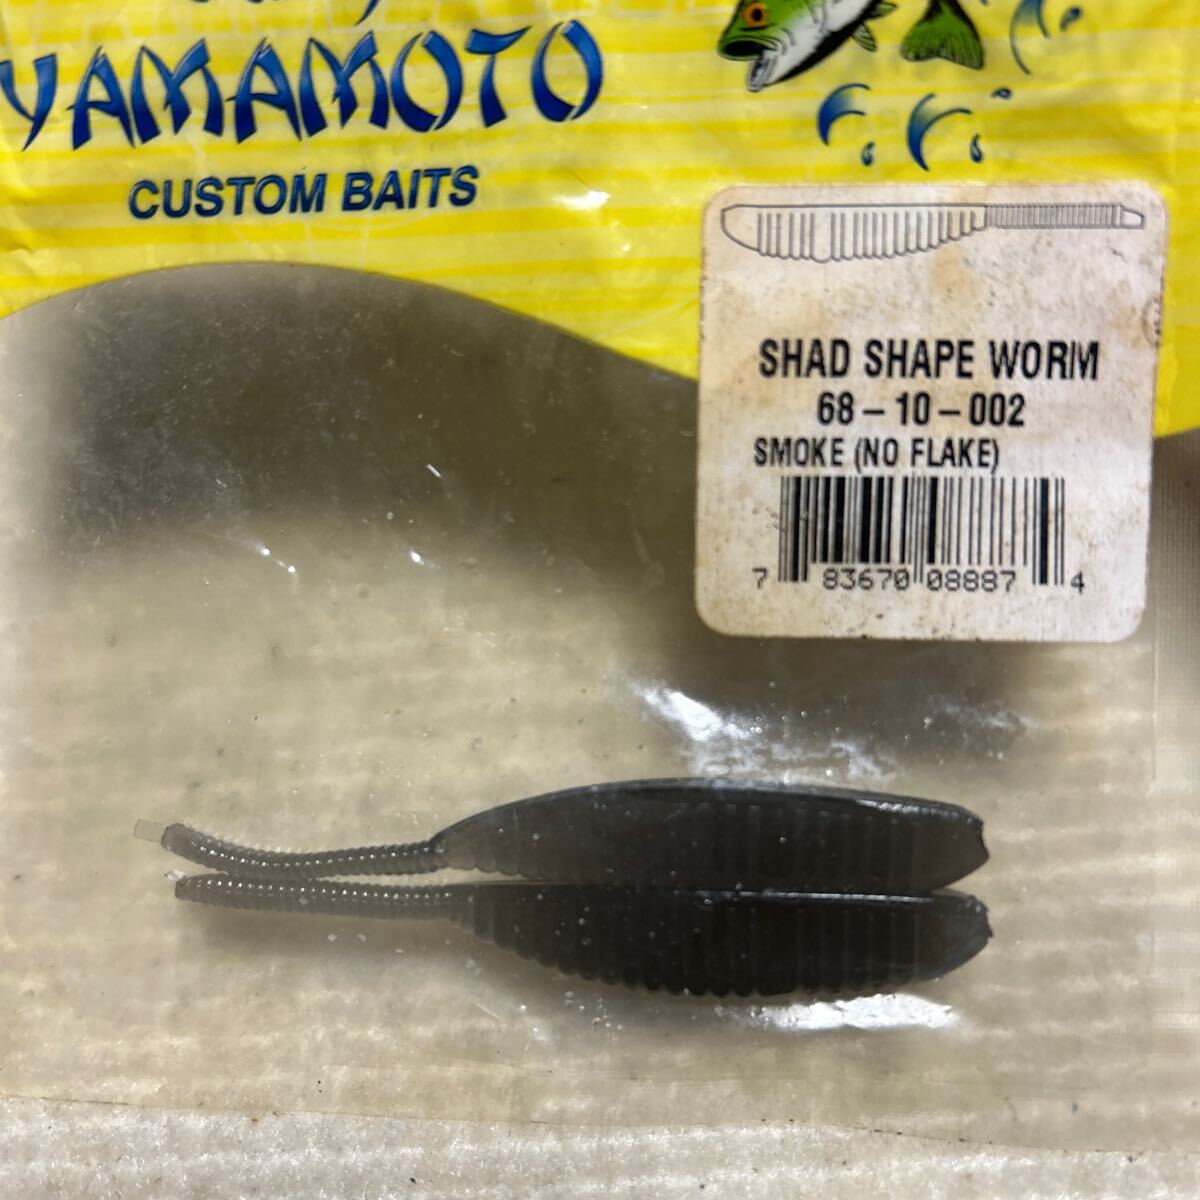 YAMAMOTO
CUSTOM BAITS
SHAD SHAPE WORM
68-10-002
SMOKE (NO FLAKE)
7 83670 08887 4